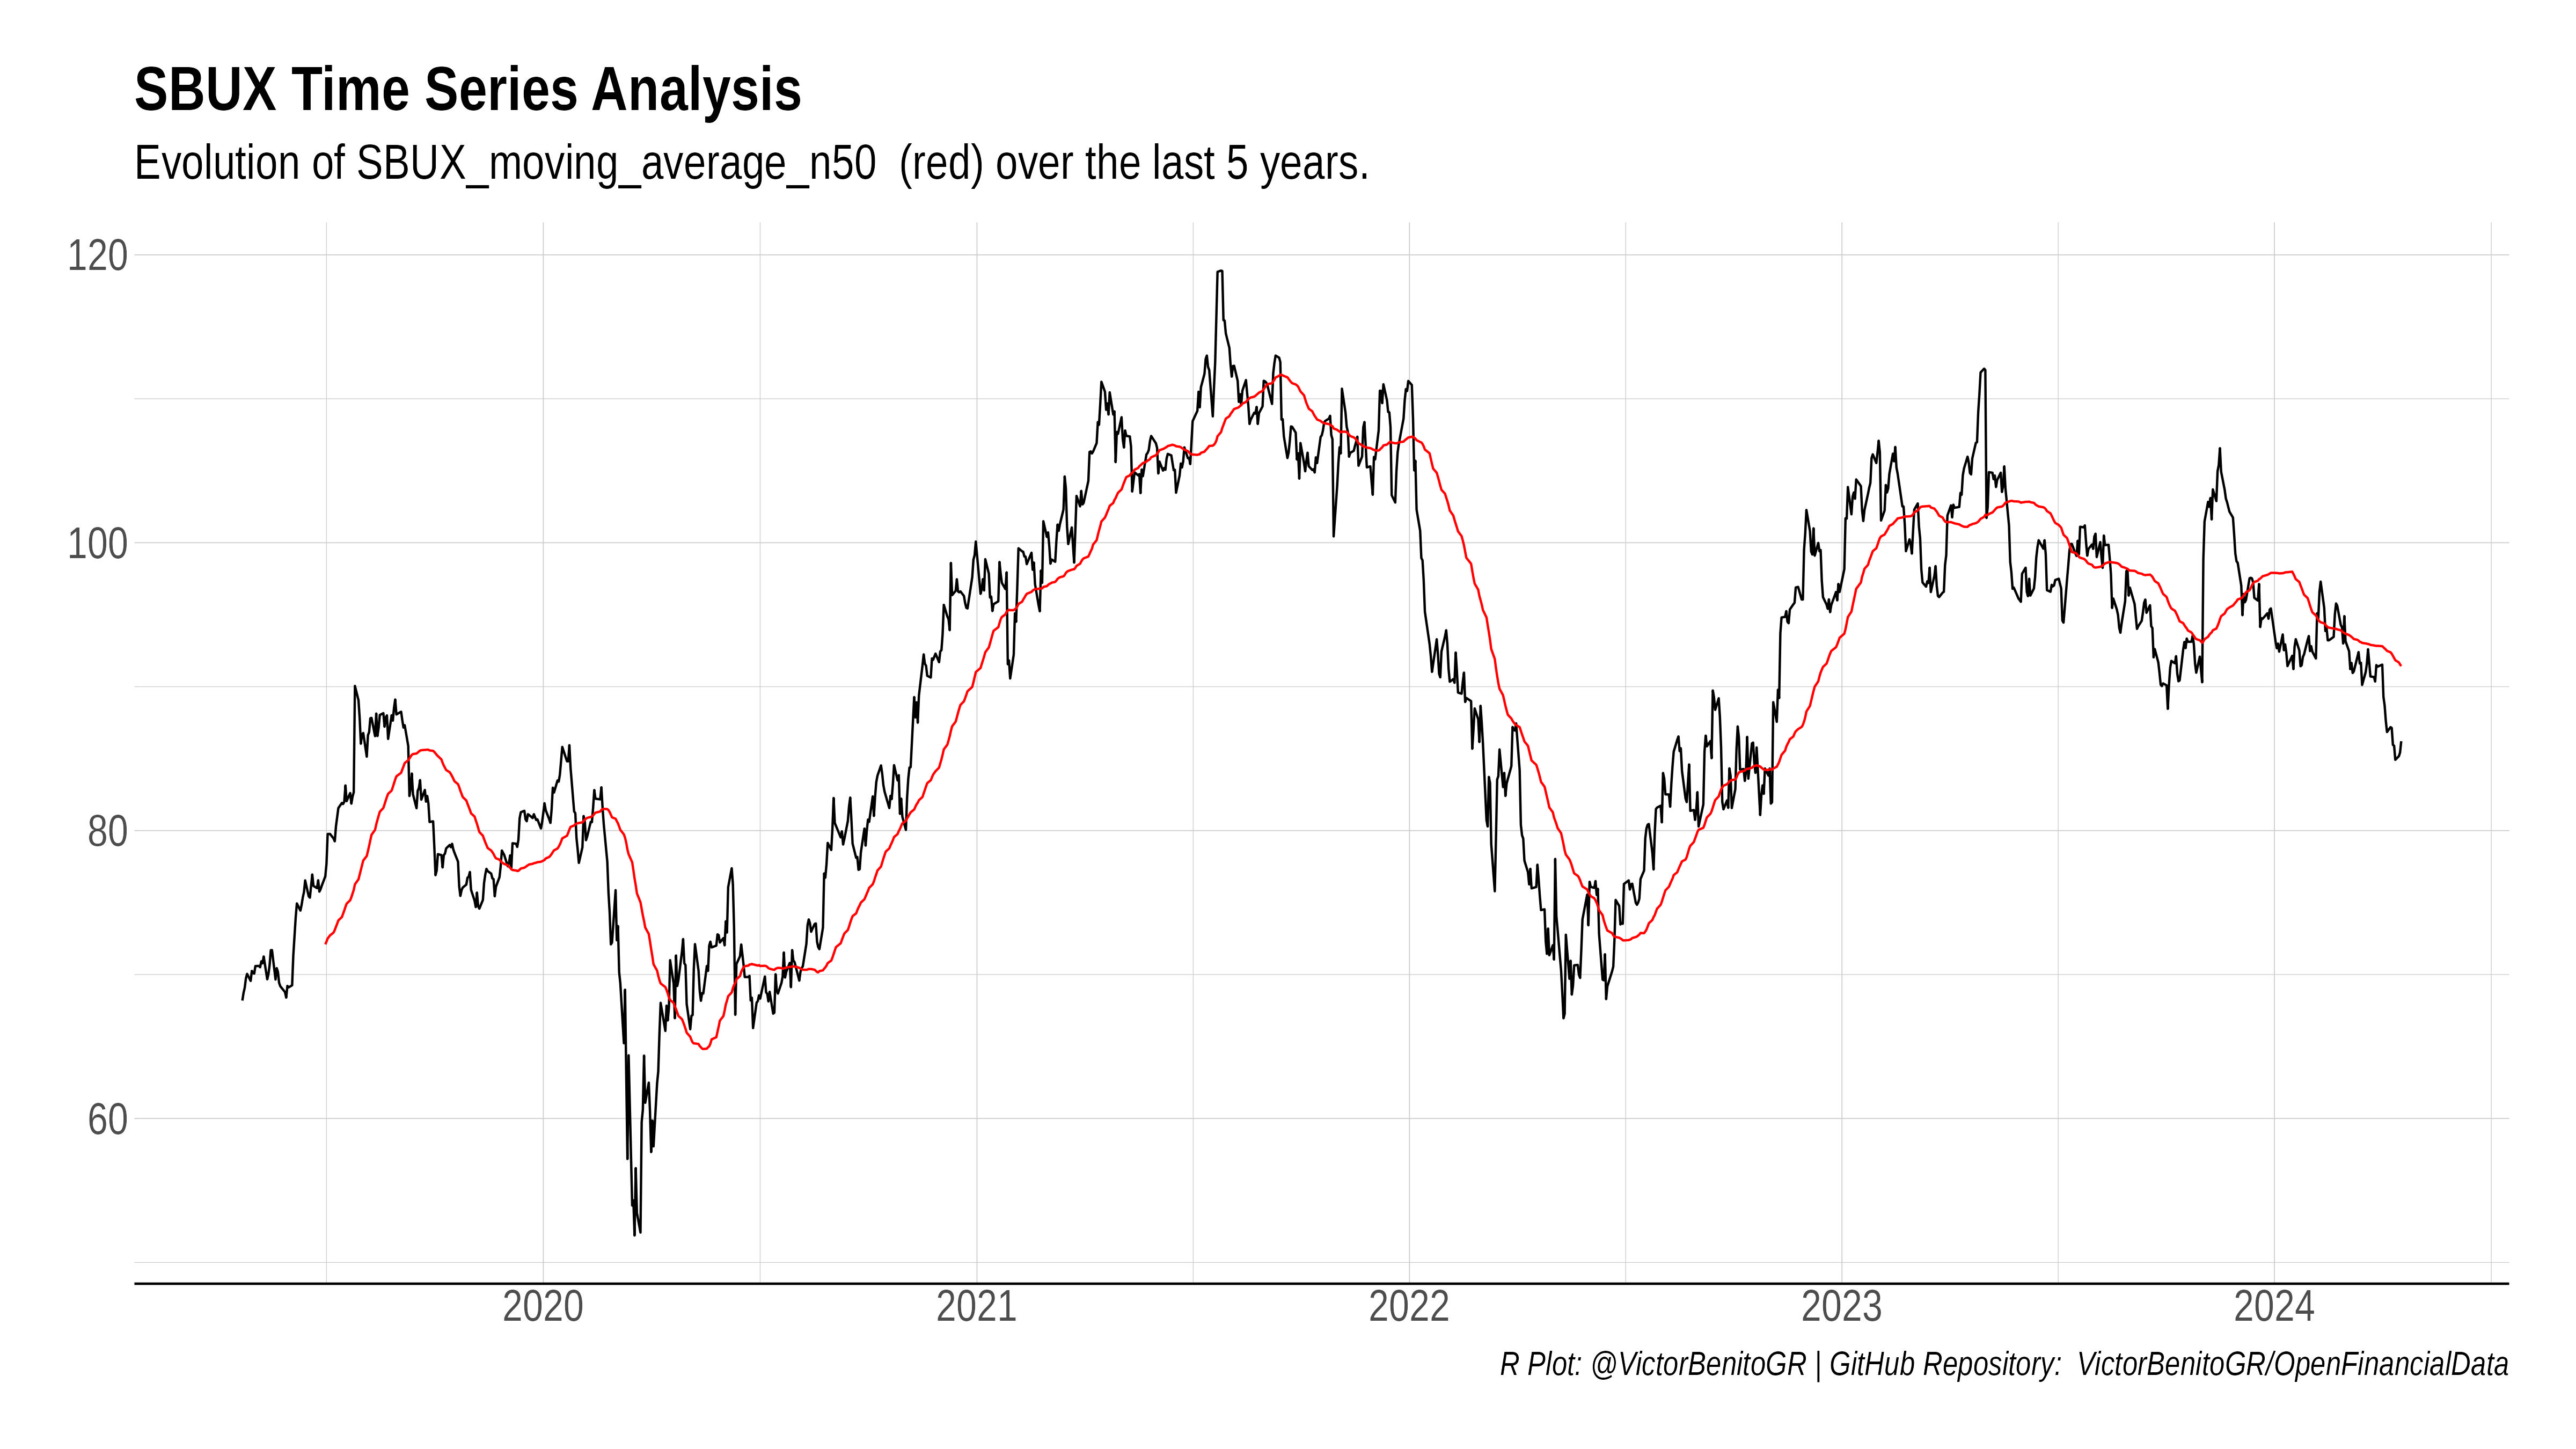 SBUX Time Series Analysis
Evolution of SBUX_moving_average_n50  (red) over the last 5 years.
120
100
80
60
2020 2021 2022 2023 2024
R Plot: @VictorBenitoGR | GitHub Repository:  VictorBenitoGR/OpenFinancialData